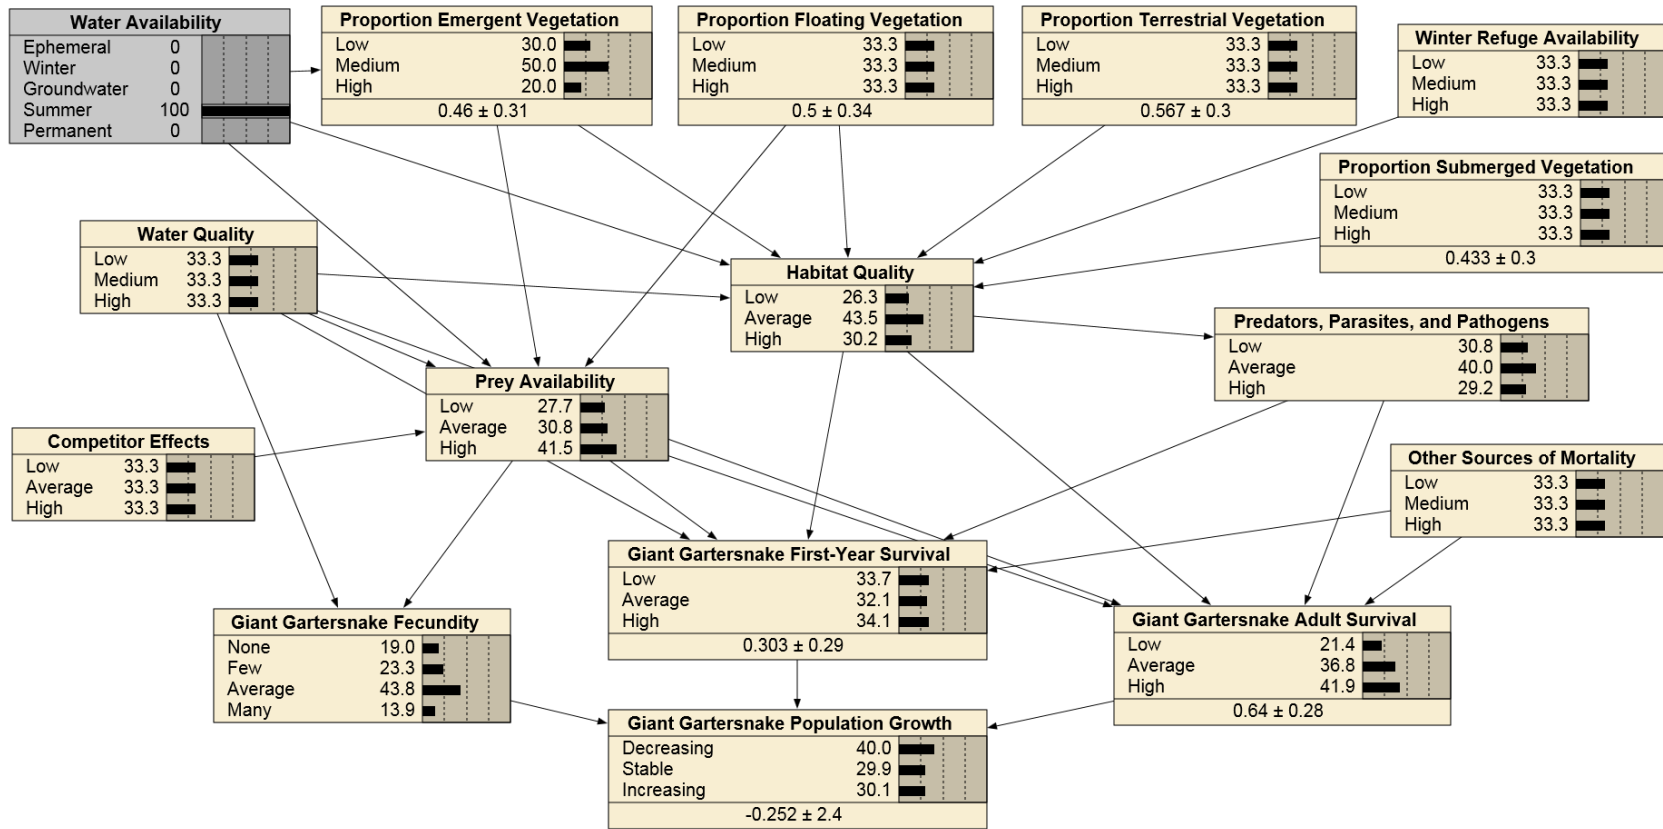 Water Availability
Ephemeral 0
Winter 0
Groundwater 0
Summer 100
Permanent 0
Proportion Emergent Vegetation
Low 30.0
Medium 50.0
High 20.0
0.46 ± 0.31
Proportion Floating Vegetation
Low 33.3
Medium 33.3
High 33.3
0.5 ± 0.34
Proportion Terrestrial Vegetation
Low 33.3
Medium 33.3
High 33.3
0.567 ± 0.3
Winter Refuge Availability
Low 33.3
Medium 33.3
High 33.3
Proportion Submerged Vegetation
Low 33.3
Medium 33.3
High 33.3
0.433 ± 0.3
Water Quality
Low 33.3
Medium 33.3
High 33.3
Habitat Quality
Low 26.3
Average 43.5
High 30.2
Predators, Parasites, and Pathogens
Low 30.8
Average 40.0
High 29.2
Prey Availability
Low 27.7
Average 30.8
High 41.5
Competitor Effects
Low 33.3
Average 33.3
High 33.3
Other Sources of Mortality
Low 33.3
Medium 33.3
High 33.3
Giant Gartersnake First-Year Survival
Low 33.7
Average 32.1
High 34.1
0.303 ± 0.29
Giant Gartersnake Fecundity
None 19.0
Few 23.3
Average 43.8
Many 13.9
Giant Gartersnake Adult Survival
Low 21.4
Average 36.8
High 41.9
0.64 ± 0.28
Giant Gartersnake Population Growth
Decreasing 40.0
Stable 29.9
Increasing 30.1
-0.252 ± 2.4